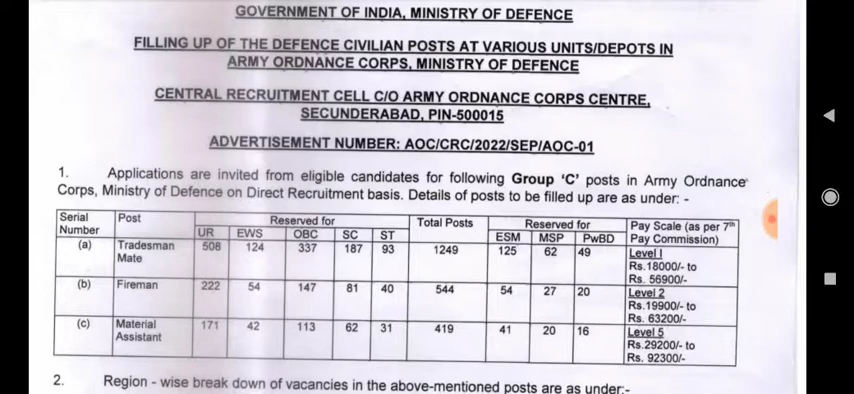 GOVERNMENT OF INDIA, MINISTRY OF DEFENCE
FILLING UP OF THE DEFENCE CIVILIAN POSTS AT VARIOUS UNITS/DEPOTS IN
ARMY ORDNANCE CORPS, MINISTRY OF DEFENCE
CENTRAL RECRUITMENT CELL C/O ARMY ORDNANCE CORPS CENTRE,
SECUNDERABAD, PIN-500015
ADVERTISEMENT NUMBER: AOC/CRC/2022/SEP/AOC-01
1. Applications are invited from eligible candidates for following Group 'C' posts in Army Ordnance
Corps, Ministry of Defence on Direct Recruitment basis. Details of posts to be filled up are as under: -
Serial Number Post Reserved for Total Posts Reserved for Pay Scale (as per 7th Pay Commission)
UR EWS OBC SC ST ESM MSP PwBD
(a) Tradesman Mate 508 124 337 187 93 1249 125 62 49 Level I Rs.18000/- to Rs. 56900/-
(b) Fireman 222 54 147 81 40 544 54 27 20 Level 2 Rs.19900/- to Rs. 63200/-
(c) Material Assistant 171 42 113 62 31 419 41 20 16 Level 5 Rs.29200/- to Rs. 92300/-
2. Region - wise break down of vacancies in the above-mentioned posts are as under:-